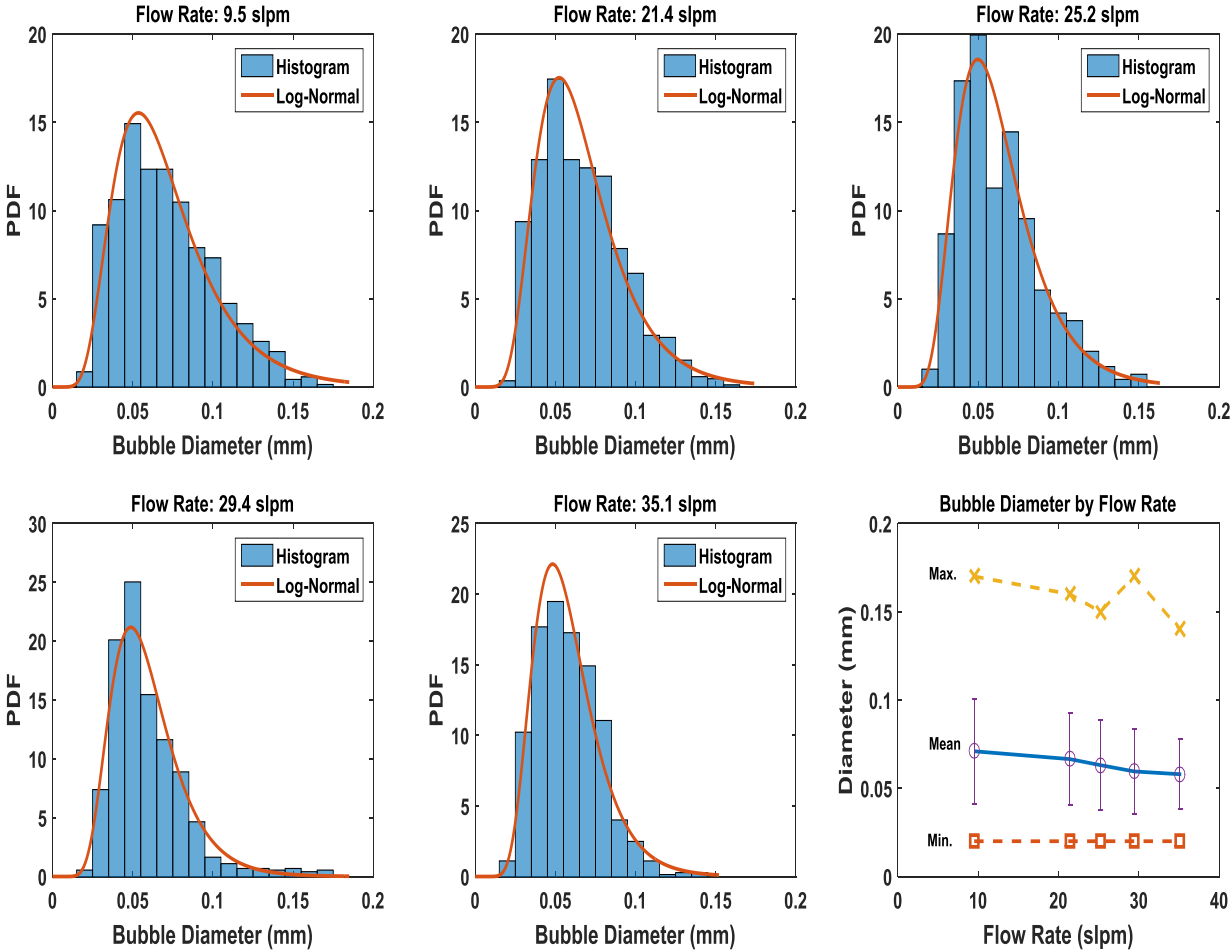 Flow Rate: 9.5 slpm
20
15
10
5
0
PDF
Histogram
Log-Normal
0 0.05 0.1 0.15 0.2
Bubble Diameter (mm)
Flow Rate: 21.4 slpm
20
15
10
5
0
PDF
Histogram
Log-Normal
0 0.05 0.1 0.15 0.2
Bubble Diameter (mm)
Flow Rate: 25.2 slpm
20
15
10
5
0
PDF
Histogram
Log-Normal
0 0.05 0.1 0.15 0.2
Bubble Diameter (mm)
Flow Rate: 29.4 slpm
30
25
20
15
10
5
0
PDF
Histogram
Log-Normal
0 0.05 0.1 0.15 0.2
Bubble Diameter (mm)
Flow Rate: 35.1 slpm
25
20
15
10
5
0
PDF
Histogram
Log-Normal
0 0.05 0.1 0.15 0.2
Bubble Diameter (mm)
Bubble Diameter by Flow Rate
0.2
0.15
0.1
0.05
0
Diameter (mm)
Max.
Mean
Min.
0 10 20 30 40
Flow Rate (slpm)